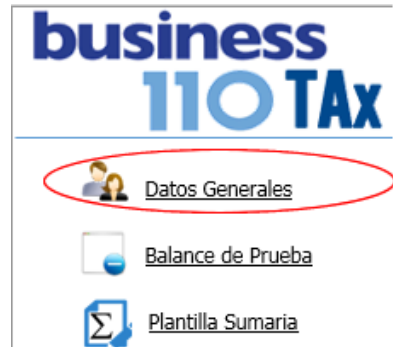 business
110 TAx
Datos Generales
Balance de Prueba
Σ Plantilla Sumaria